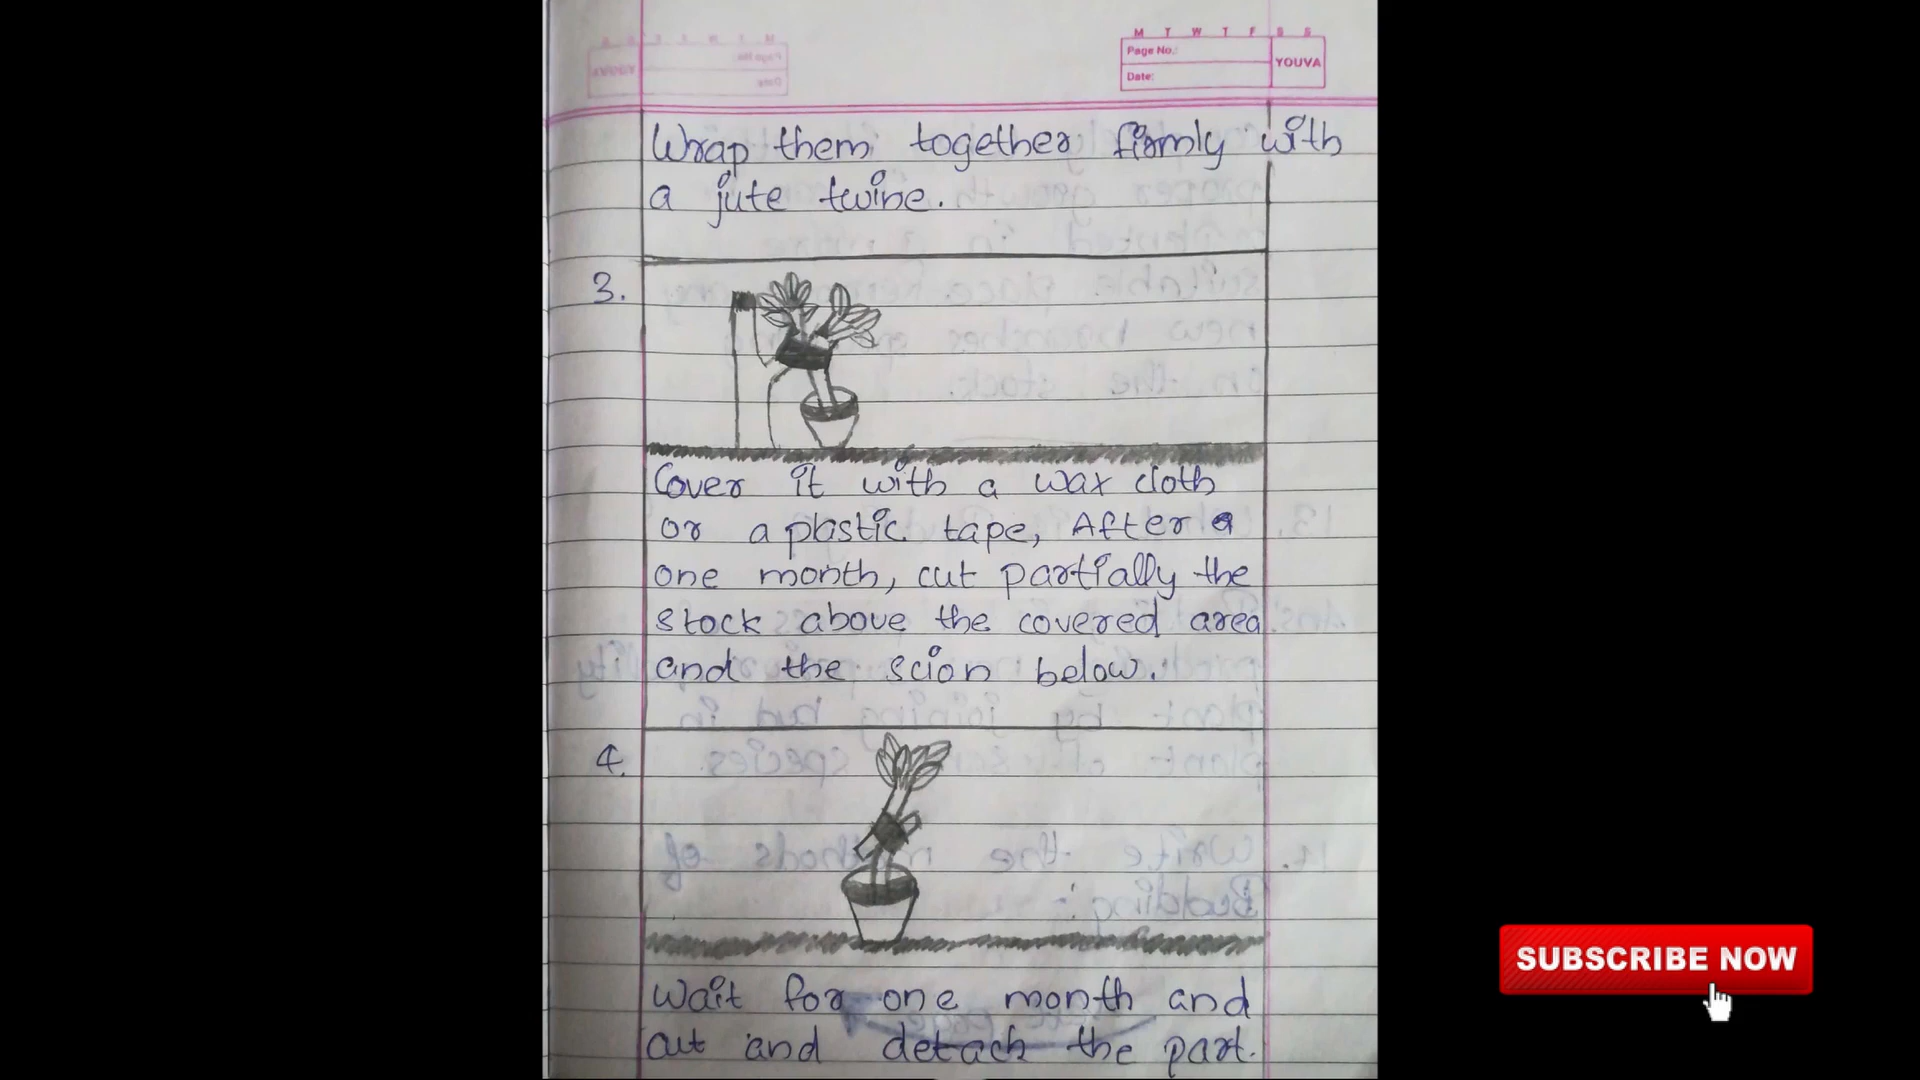 M T W T F S S
Page No.:
Date:
YOUVA
Wrap them together firmly with
a jute twine.
3.
Cover it with a wax cloth
or a plastic tape, After a
one month, cut partially the
stock above the covered area
and the scion below.
4.
Wait for one month and
cut and detach the part.
SUBSCRIBE NOW